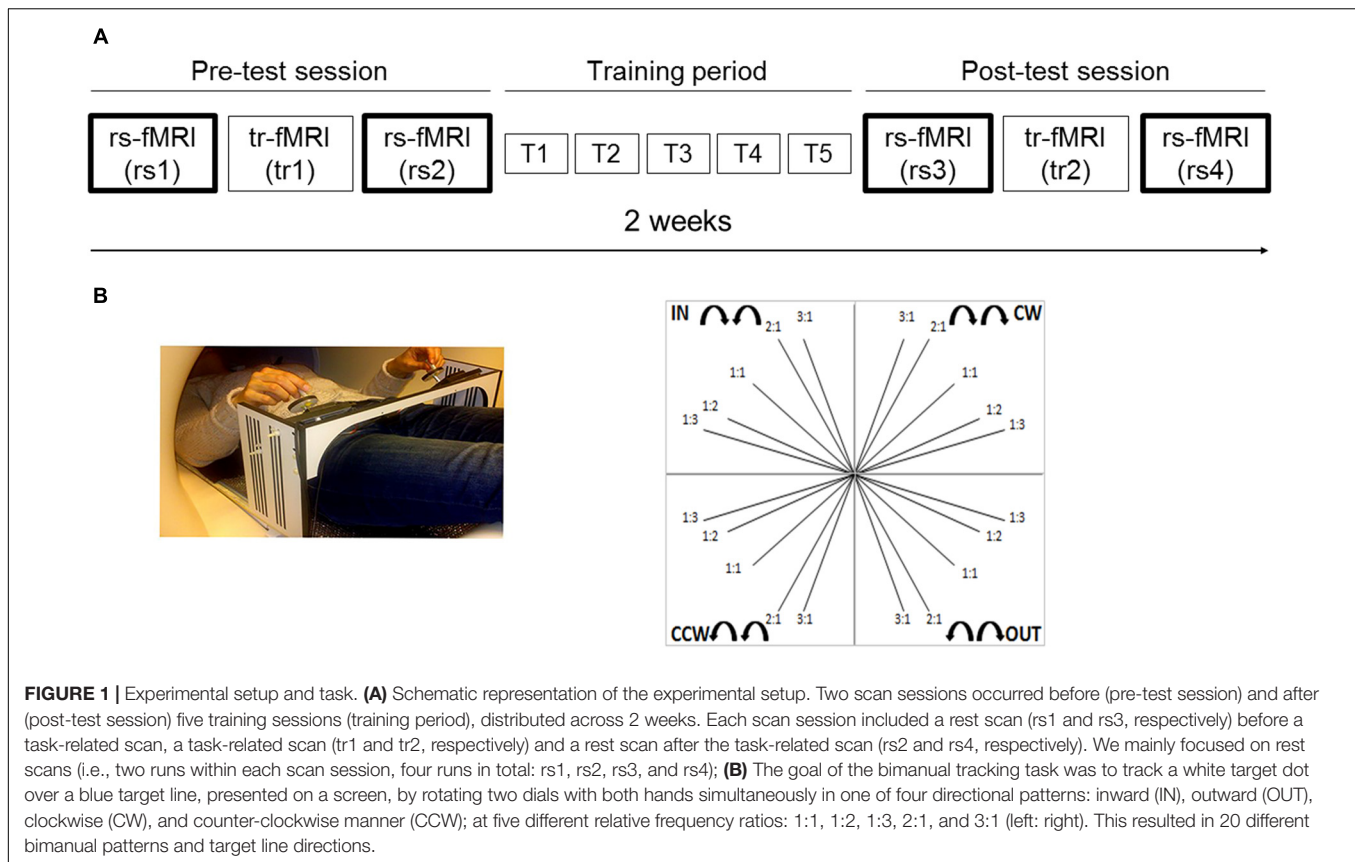 A
Pre-test session Training period Post-test session
rs-fMRI (rs1) tr-fMRI (tr1) rs-fMRI (rs2) T1 T2 T3 T4 T5 rs-fMRI (rs3) tr-fMRI (tr2) rs-fMRI (rs4)
2 weeks
B
IN 2:1 3:1 3:1 2:1 CW
1:1 1:1
1:2 1:2
1:3 1:3
1:3 1:3
1:2 1:2
1:1 1:1
CCW 2:1 3:1 3:1 2:1 OUT
FIGURE 1 | Experimental setup and task. (A) Schematic representation of the experimental setup. Two scan sessions occurred before (pre-test session) and after
(post-test session) five training sessions (training period), distributed across 2 weeks. Each scan session included a rest scan (rs1 and rs3, respectively) before a
task-related scan, a task-related scan (tr1 and tr2, respectively) and a rest scan after the task-related scan (rs2 and rs4, respectively). We mainly focused on rest
scans (i.e., two runs within each scan session, four runs in total: rs1, rs2, rs3, and rs4); (B) The goal of the bimanual tracking task was to track a white target dot
over a blue target line, presented on a screen, by rotating two dials with both hands simultaneously in one of four directional patterns: inward (IN), outward (OUT),
clockwise (CW), and counter-clockwise manner (CCW); at five different relative frequency ratios: 1:1, 1:2, 1:3, 2:1, and 3:1 (left: right). This resulted in 20 different
bimanual patterns and target line directions.